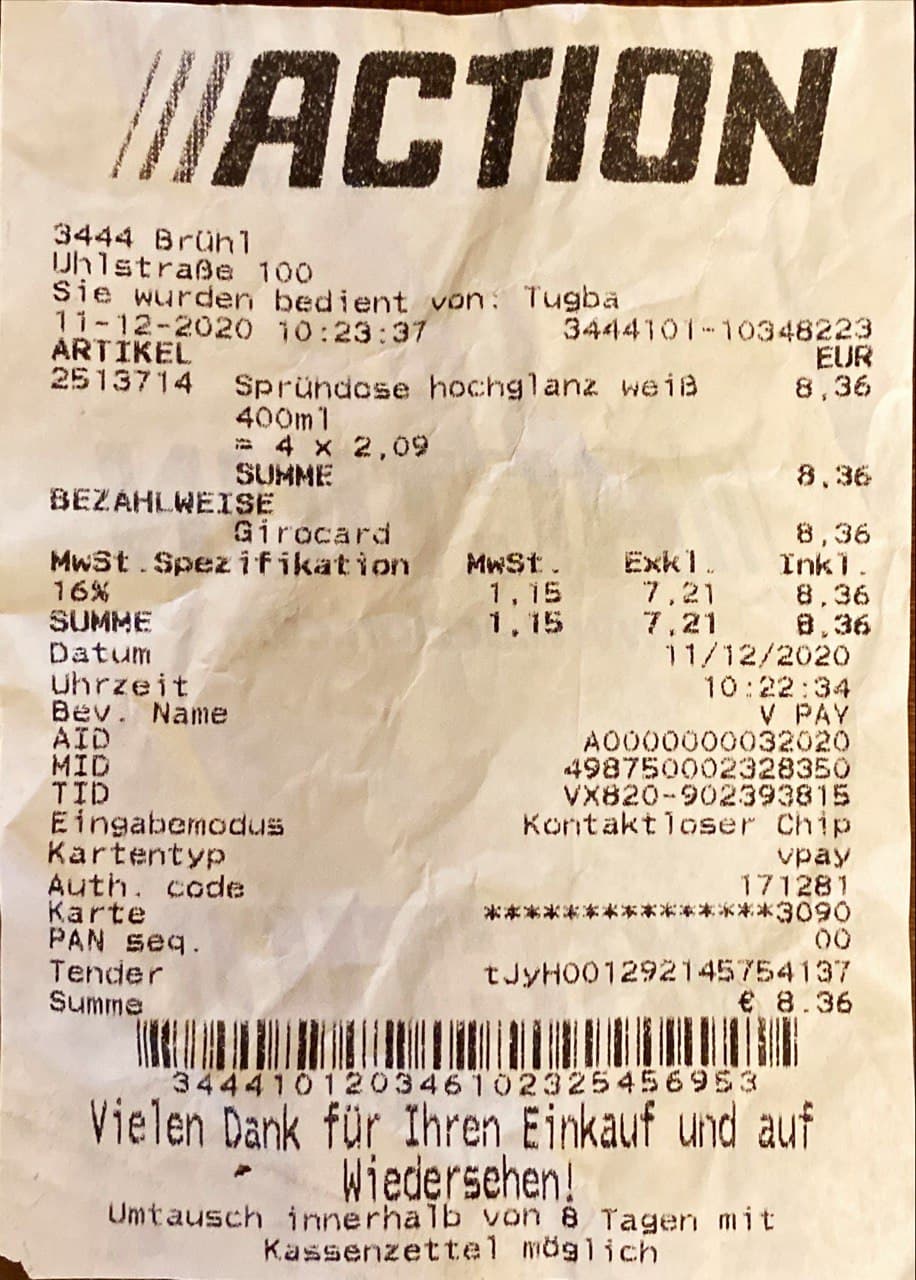 ACTION
3444 Brühl
Uhlstraße 100
Sie wurden bedient von: Tugba
11-12-2020 10:23:37 3444101-10348223
ARTIKEL EUR
2513714 Sprühdose hochglanz weiß 8,36
400ml
= 4 x 2,09
SUMME 8,36
BEZAHLWEISE
Girocard 8,36
MwSt.Spezifikation MwSt. Exkl. Inkl.
16% 1,15 7,21 8,36
SUMME 1,15 7,21 8,36
Datum 11/12/2020
Uhrzeit 10:22:34
Bev. Name V PAY
AID A0000000032020
MID 498750002328350
TID VX820-902393815
Eingabemodus Kontaktloser Chip
Kartentyp vpay
Auth. code 171281
Karte ***************3090
PAN seq. 00
Tender tJyH001292145754137
Summe € 8.36
3444101203461023254569​53
Vielen Dank für Ihren Einkauf und auf
Wiedersehen!
Umtausch innerhalb von 8 Tagen mit
Kassenzettel möglich